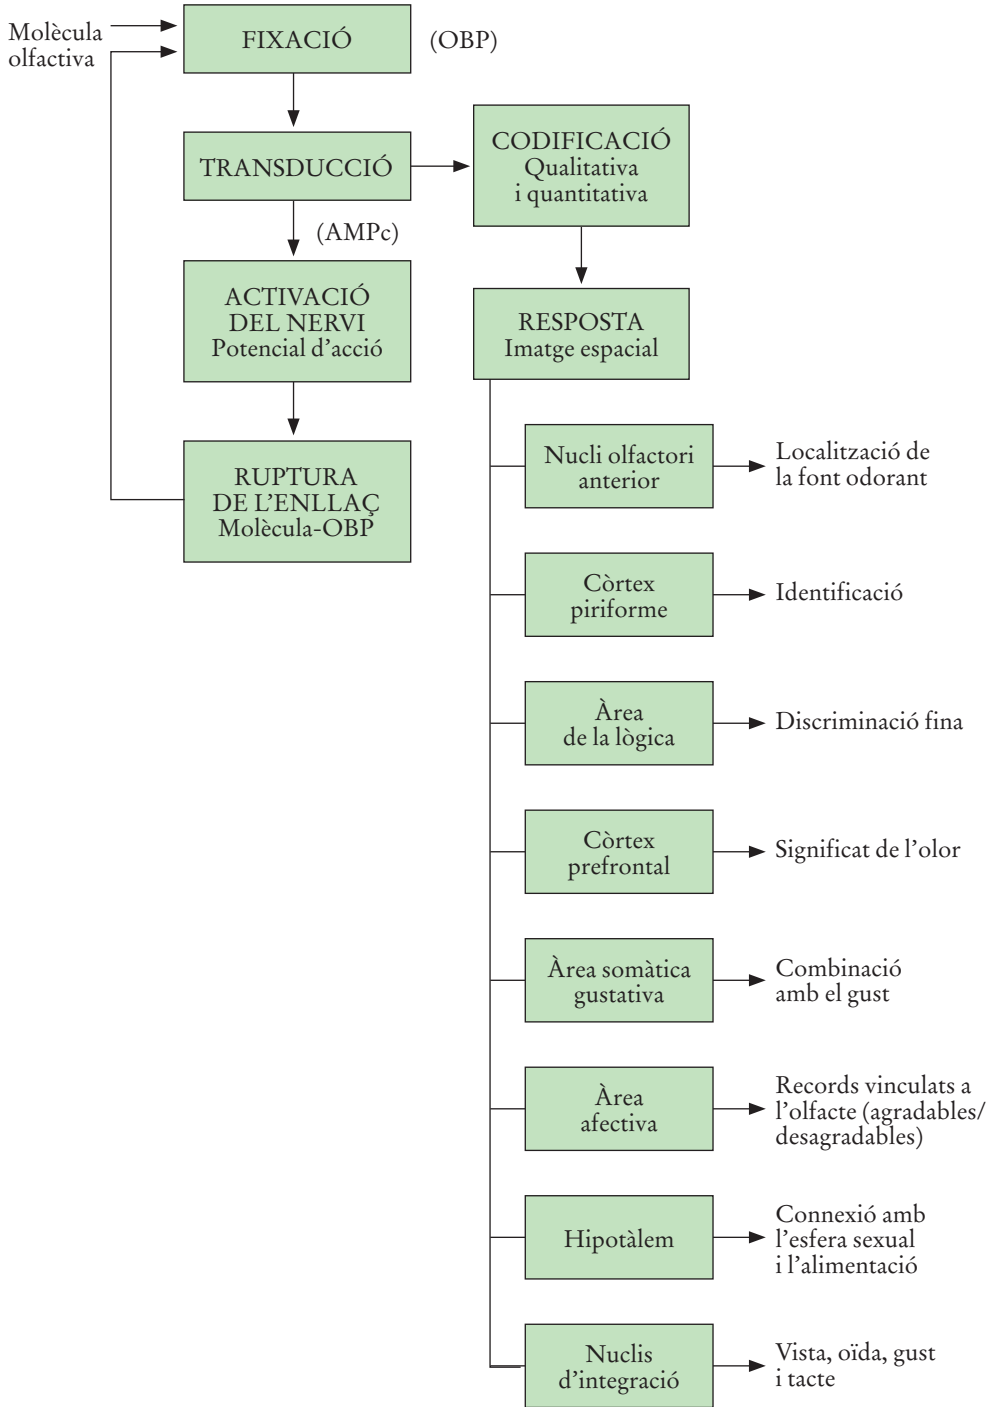 Molècula
olfactiva
FIXACIÓ
(OBP)
TRANSDUCCIÓ
CODIFICACIÓ
Qualitativa
i quantitativa
(AMPc)
ACTIVACIÓ
DEL NERVI
Potencial d’acció
RESPOSTA
Imatge espacial
RUPTURA
DE L’ENLLAÇ
Molècula-OBP
Nucli olfactori
anterior
Localització de
la font odorant
Còrtex
piriforme
Identificació
Àrea
de la lògica
Discriminació fina
Còrtex
prefrontal
Significat de l’olor
Àrea somàtica
gustativa
Combinació
amb el gust
Àrea
afectiva
Records vinculats a
l’olfacte (agradables/
desagradables)
Hipotàlem
Connexió amb
l’esfera sexual
i l’alimentació
Nuclis
d’integració
Vista, oïda, gust
i tacte